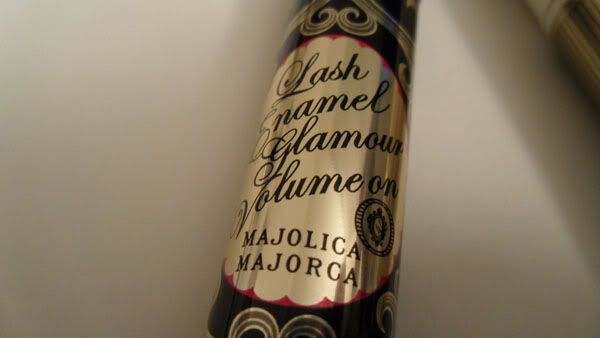 Lash
Enamel
Glamour
Volume on
MAJOLICA
MAJORCA